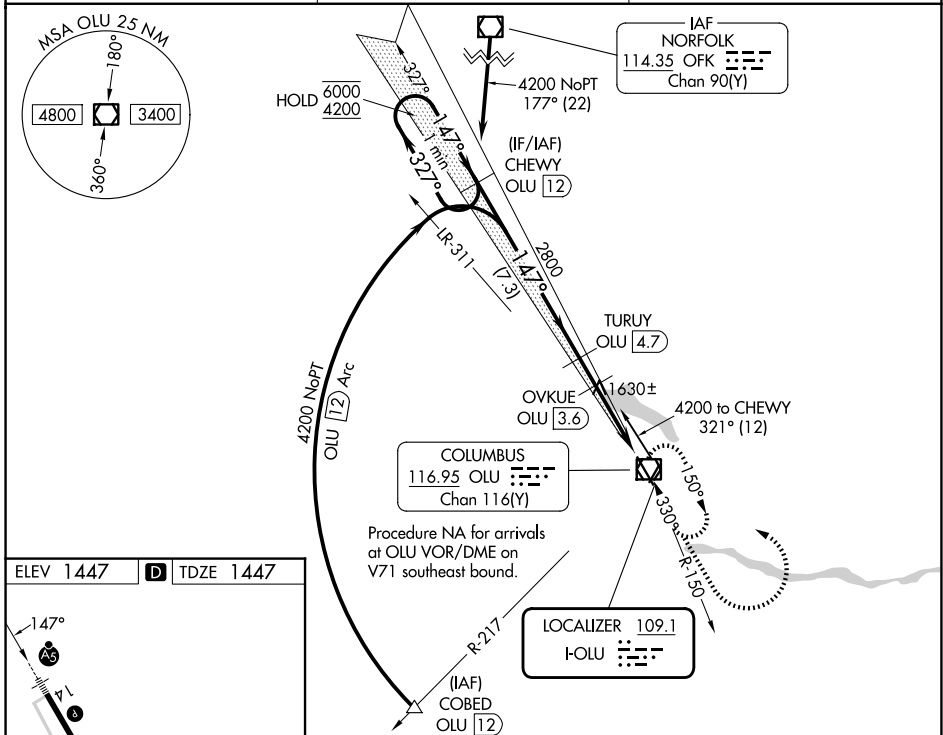 MSA OLU 25 NM
180°
4800
3400
360°
HOLD
6000
4200
327°
147°
1 min
327°
4200 NoPT
177° (22)
IAF
NORFOLK
114.35 OFK
Chan 90(Y)
(IF/IAF)
CHEWY
OLU 12
LR-311
2800
147°
(7.3)
TURUY
OLU 4.7
OVKUE
OLU 3.6
1630±
4200 to CHEWY
321° (12)
4200 NoPT
OLU 12 Arc
COLUMBUS
116.95 OLU
Chan 116(Y)
150°
330°
R-150
Procedure NA for arrivals
at OLU VOR/DME on
V71 southeast bound.
R-217
LOCALIZER 109.1
I-OLU
(IAF)
COBED
OLU 12
ELEV 1447 D TDZE 1447
147°
A5
14
P